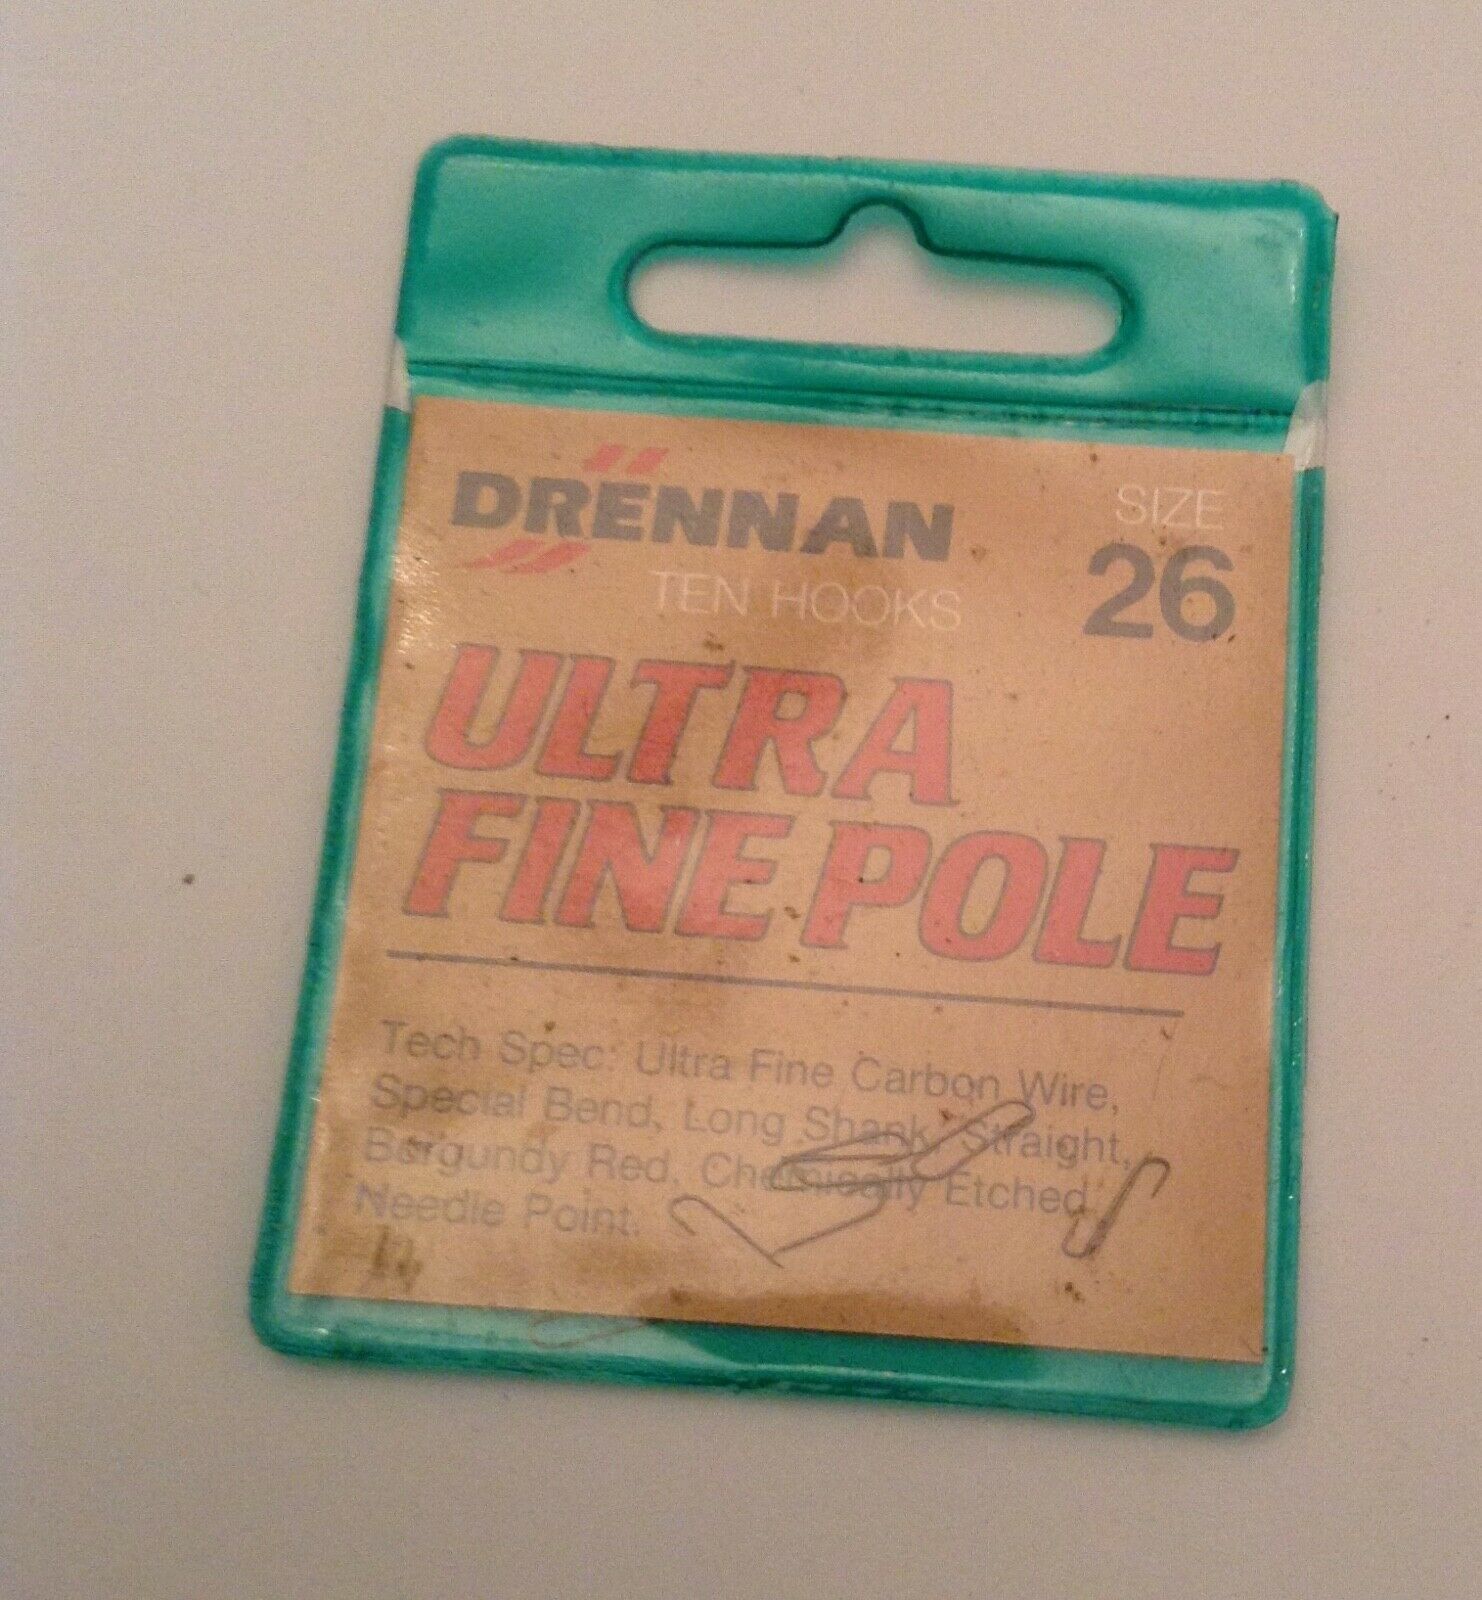 DRENNAN
TEN HOOKS
SIZE
26
ULTRA
FINE POLE
Tech Spec: Ultra Fine Carbon Wire,
Special Bend, Long Shank, Straight,
Burgundy Red, Chemically Etched,
Needle Point.